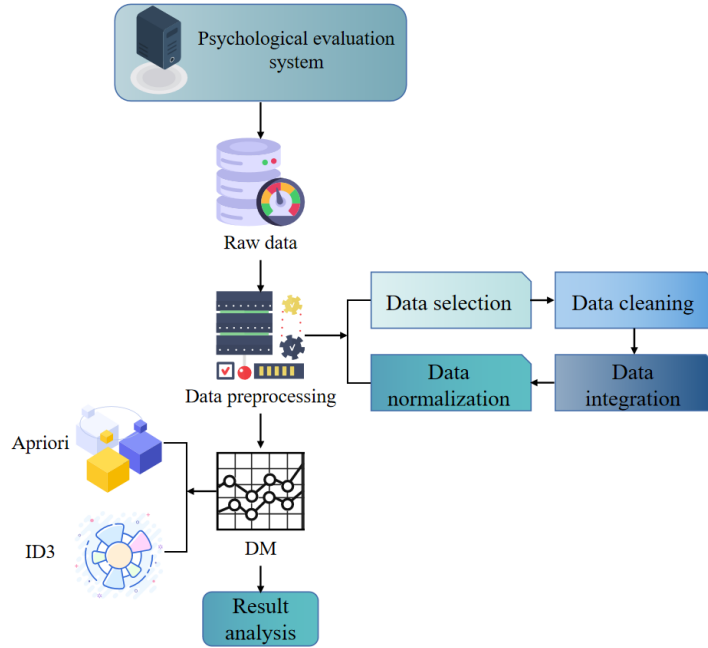 Psychological evaluation
system
Raw data
Data selection
Data cleaning
Data
normalization
Data
integration
Data preprocessing
Apriori
ID3
DM
Result
analysis